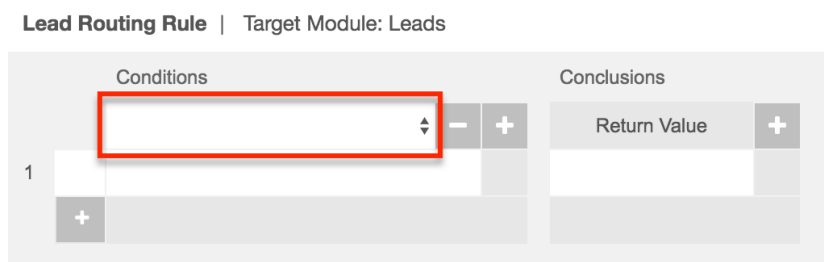 Lead Routing Rule | Target Module: Leads
Conditions Conclusions
Return Value
1